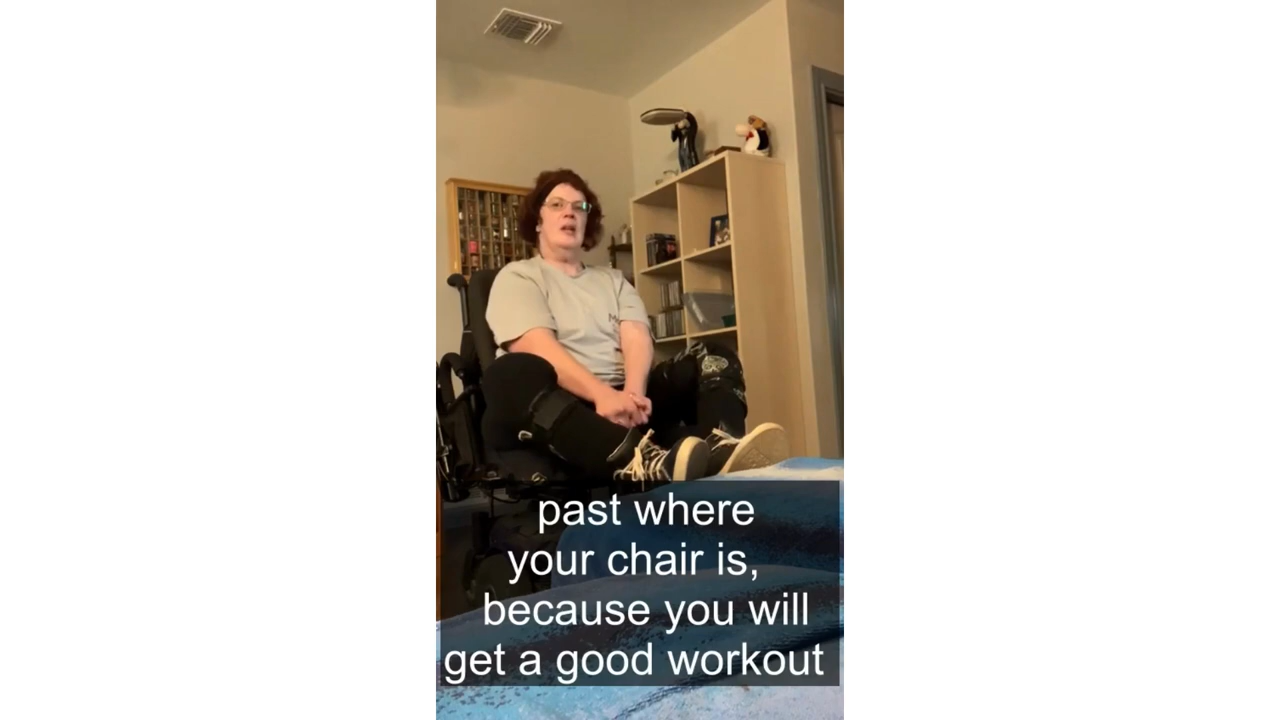 past where
your chair is,
because you will
get a good workout